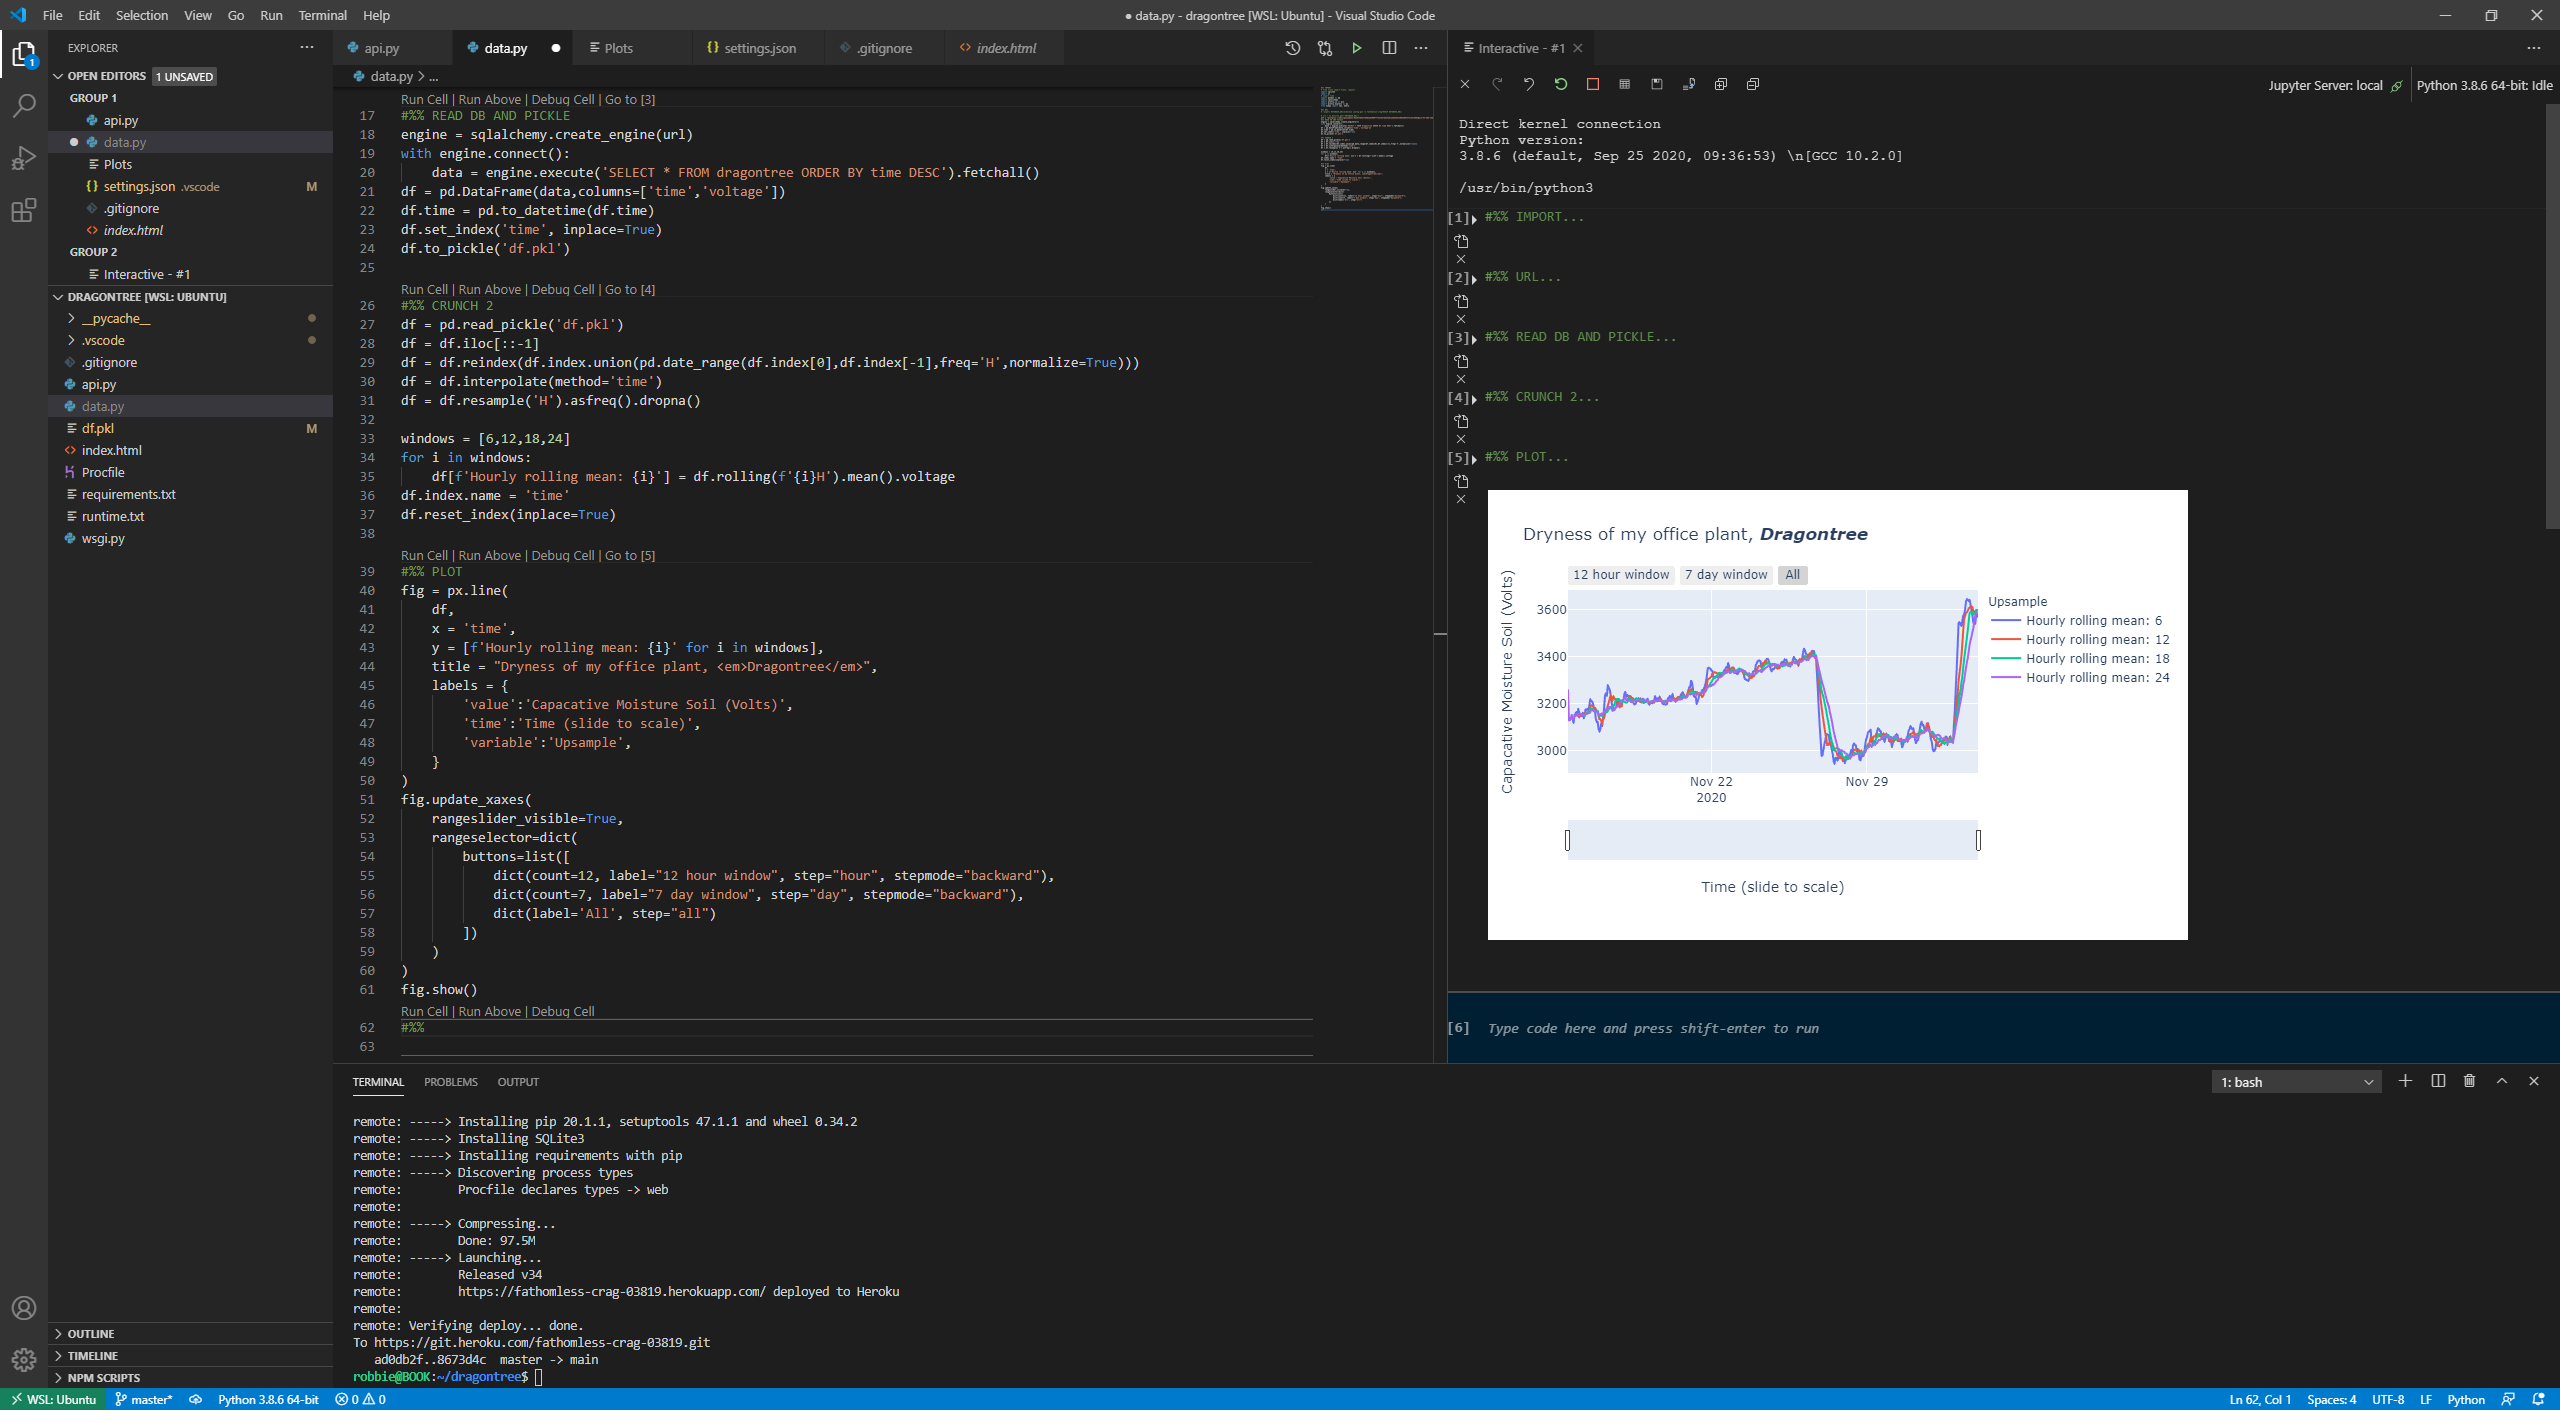 File Edit Selection View Go Run Terminal Help
● data.py - dragontree [WSL: Ubuntu] - Visual Studio Code
EXPLORER
OPEN EDITORS 1 UNSAVED
GROUP 1
api.py
data.py
Plots
settings.json .vscode M
.gitignore
index.html
GROUP 2
Interactive - #1
DRAGONTREE [WSL: UBUNTU]
__pycache__
.vscode
.gitignore
api.py
data.py
df.pkl M
index.html
Procfile
requirements.txt
runtime.txt
wsgi.py
OUTLINE
TIMELINE
NPM SCRIPTS
api.py data.py Plots settings.json .gitignore index.html
data.py > ...
Run Cell | Run Above | Debug Cell | Go to [3]
17 #%% READ DB AND PICKLE
18 engine = sqlalchemy.create_engine(url)
19 with engine.connect():
20     data = engine.execute('SELECT * FROM dragontree ORDER BY time DESC').fetchall()
21 df = pd.DataFrame(data,columns=['time','voltage'])
22 df.time = pd.to_datetime(df.time)
23 df.set_index('time', inplace=True)
24 df.to_pickle('df.pkl')
25
Run Cell | Run Above | Debug Cell | Go to [4]
26 #%% CRUNCH 2
27 df = pd.read_pickle('df.pkl')
28 df = df.iloc[::-1]
29 df = df.reindex(df.index.union(pd.date_range(df.index[0],df.index[-1],freq='H',normalize=True)))
30 df = df.interpolate(method='time')
31 df = df.resample('H').asfreq().dropna()
32
33 windows = [6,12,18,24]
34 for i in windows:
35     df[f'Hourly rolling mean: {i}'] = df.rolling(f'{i}H').mean().voltage
36 df.index.name = 'time'
37 df.reset_index(inplace=True)
38
Run Cell | Run Above | Debug Cell | Go to [5]
39 #%% PLOT
40 fig = px.line(
41     df,
42     x = 'time',
43     y = [f'Hourly rolling mean: {i}' for i in windows],
44     title = "Dryness of my office plant, <em>Dragontree</em>",
45     labels = {
46         'value':'Capacative Moisture Soil (Volts)',
47         'time':'Time (slide to scale)',
48         'variable':'Upsample',
49     }
50 )
51 fig.update_xaxes(
52     rangeslider_visible=True,
53     rangeselector=dict(
54         buttons=list([
55             dict(count=12, label="12 hour window", step="hour", stepmode="backward"),
56             dict(count=7, label="7 day window", step="day", stepmode="backward"),
57             dict(label='All', step="all")
58         ])
59     )
60 )
61 fig.show()
Run Cell | Run Above | Debug Cell
62 #%%
63
Interactive - #1
Jupyter Server: local Python 3.8.6 64-bit: Idle
Direct kernel connection
Python version:
3.8.6 (default, Sep 25 2020, 09:36:53) \n[GCC 10.2.0]
/usr/bin/python3
[1] #%% IMPORT...
[2] #%% URL...
[3] #%% READ DB AND PICKLE...
[4] #%% CRUNCH 2...
[5] #%% PLOT...
Dryness of my office plant, Dragontree
12 hour window 7 day window All
Capacative Moisture Soil (Volts)
3600
3400
3200
3000
Nov 22
2020
Nov 29
Time (slide to scale)
Upsample
Hourly rolling mean: 6
Hourly rolling mean: 12
Hourly rolling mean: 18
Hourly rolling mean: 24
[6] Type code here and press shift-enter to run
TERMINAL PROBLEMS OUTPUT
1: bash
remote: -----> Installing pip 20.1.1, setuptools 47.1.1 and wheel 0.34.2
remote: -----> Installing SQLite3
remote: -----> Installing requirements with pip
remote: -----> Discovering process types
remote:        Procfile declares types -> web
remote:
remote: -----> Compressing...
remote:        Done: 97.5M
remote: -----> Launching...
remote:        Released v34
remote:        https://fathomless-crag-03819.herokuapp.com/ deployed to Heroku
remote:
remote: Verifying deploy... done.
To https://git.heroku.com/fathomless-crag-03819.git
   ad0db2f..8673d4c  master -> main
robbie@BOOK:~/dragontree$
WSL: Ubuntu master* Python 3.8.6 64-bit 0 0
Ln 62, Col 1 Spaces: 4 UTF-8 LF Python